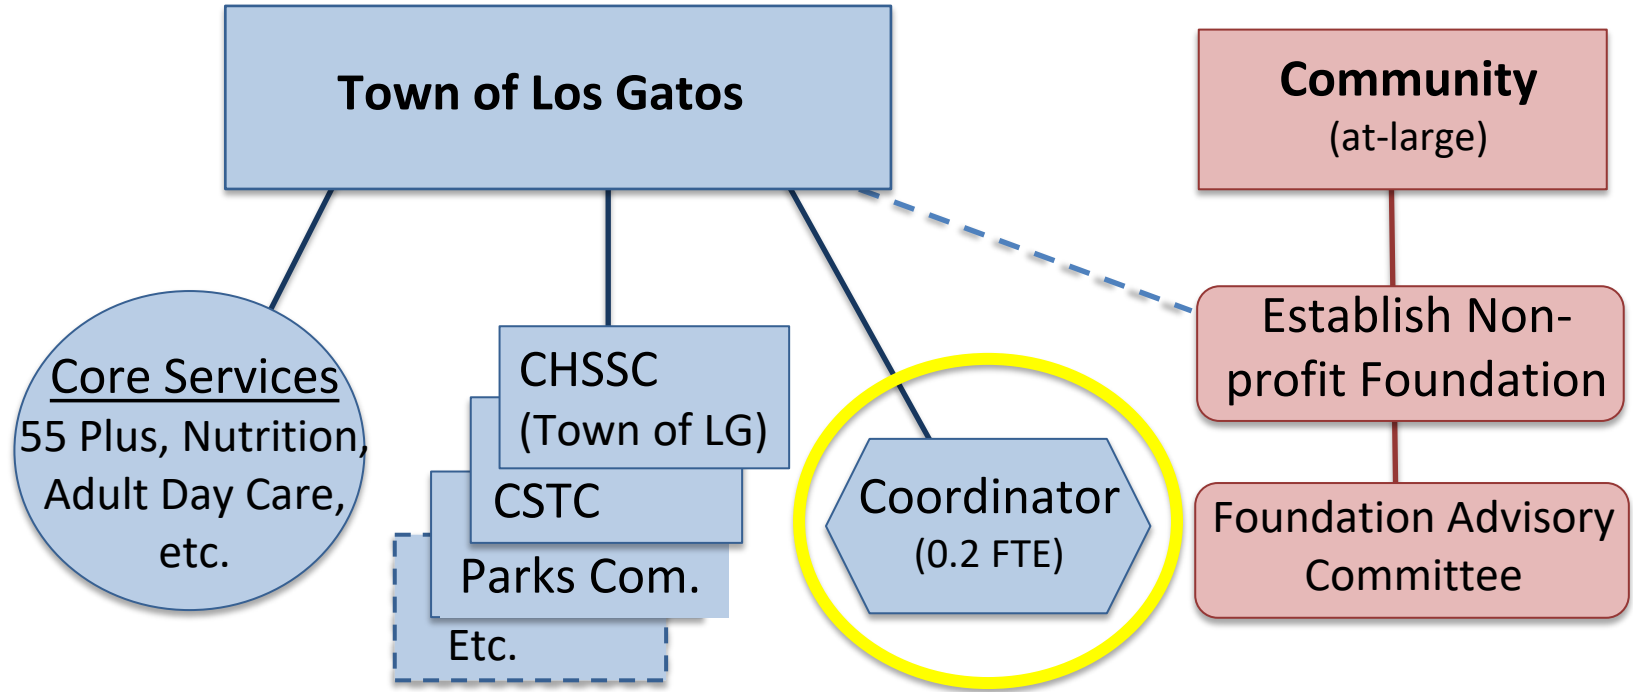 Town of Los Gatos
Community
(at-large)
Core Services
55 Plus, Nutrition,
Adult Day Care,
etc.
CHSSC
(Town of LG)
CSTC
Parks Com.
Etc.
Coordinator
(0.2 FTE)
Establish Non-
profit Foundation
Foundation Advisory
Committee